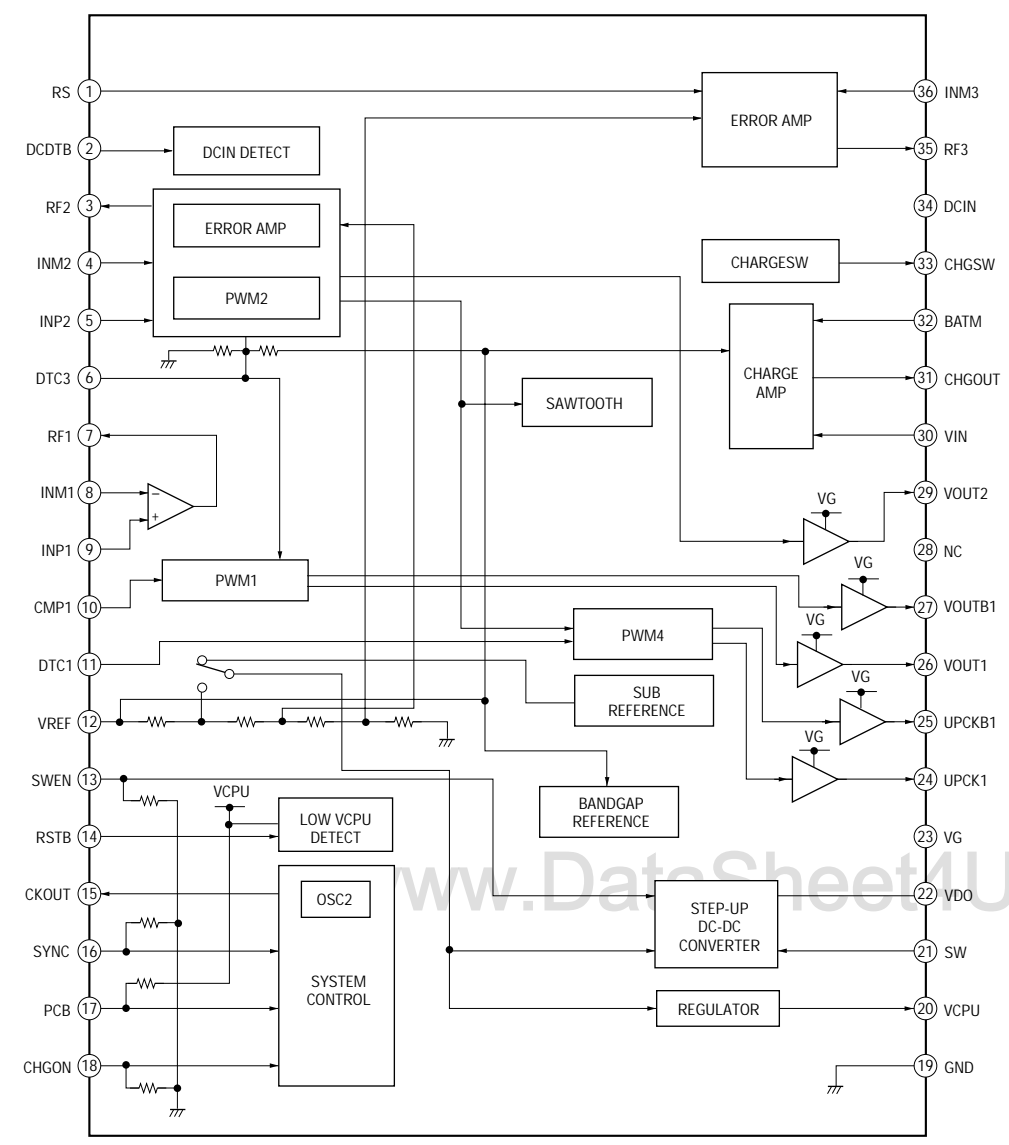 RS 1
36 INM3
ERROR AMP
DCDTB 2
DCIN DETECT
35 RF3
RF2 3
34 DCIN
ERROR AMP
INM2 4
CHARGESW
33 CHGSW
PWM2
INP2 5
32 BATM
DTC3 6
CHARGE
AMP
31 CHGOUT
SAWTOOTH
RF1 7
30 VIN
INM1 8
−
+
VG
29 VOUT2
INP1 9
28 NC
VG
PWM1
CMP1 10
27 VOUTB1
VG
PWM4
DTC1 11
26 VOUT1
VG
SUB
REFERENCE
VREF 12
25 UPCKB1
VG
SWEN 13
24 UPCK1
VCPU
BANDGAP
REFERENCE
LOW VCPU
DETECT
RSTB 14
23 VG
www.DataSheet4U
CKOUT 15
OSC2
22 VDO
STEP-UP
DC-DC
CONVERTER
SYNC 16
21 SW
SYSTEM
CONTROL
PCB 17
REGULATOR
20 VCPU
CHGON 18
19 GND